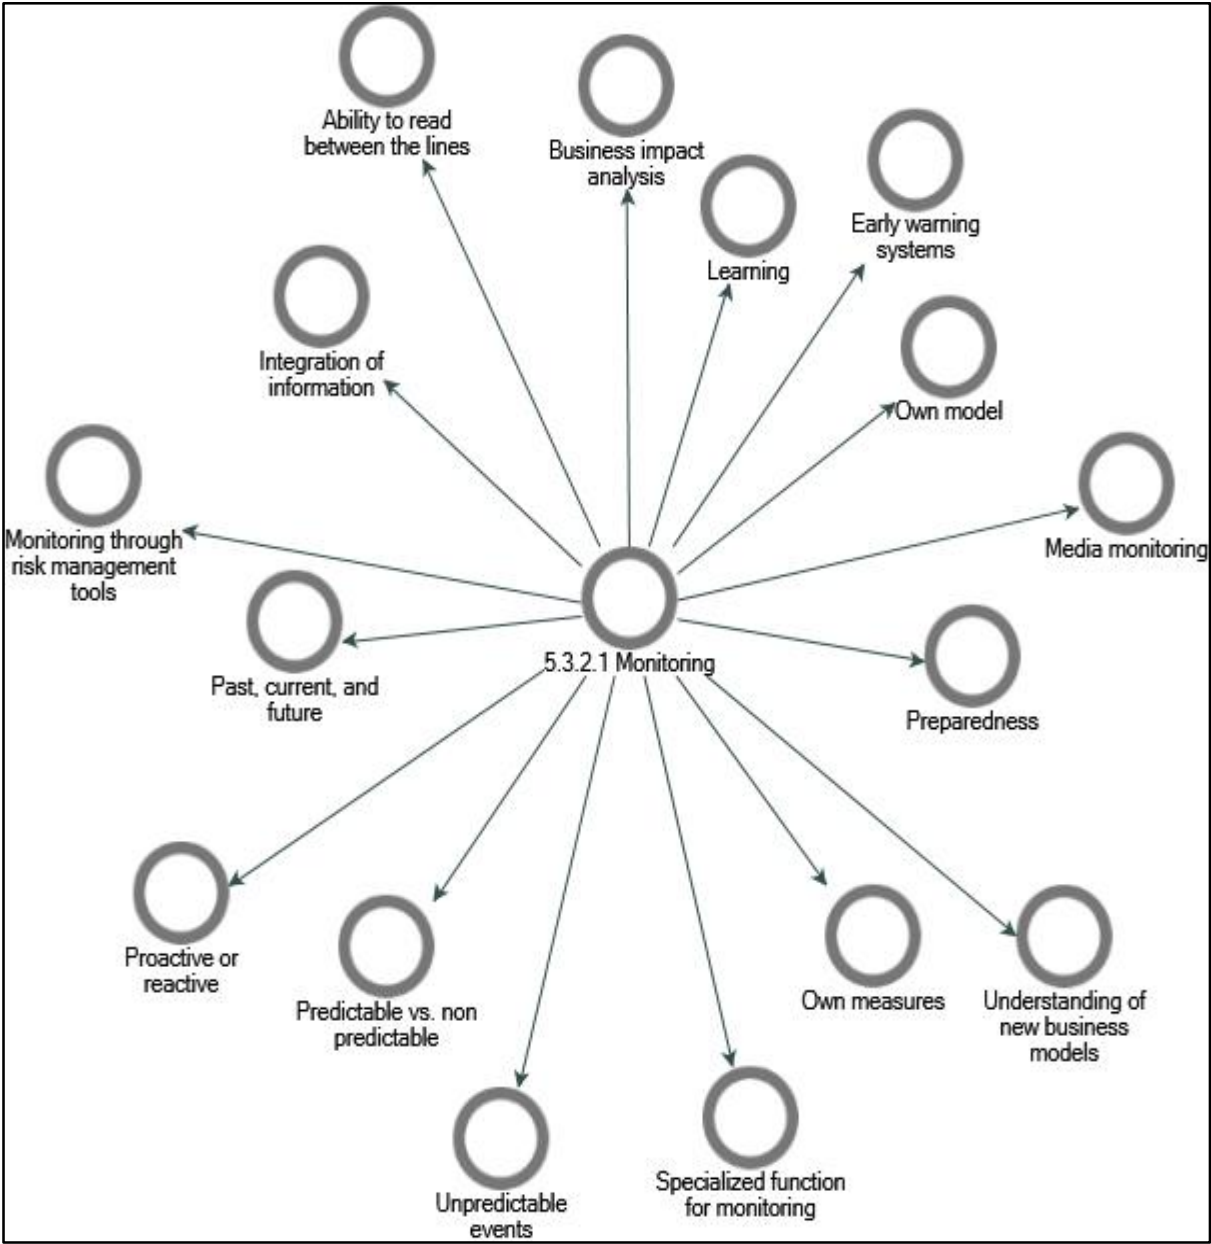 Ability to read
between the lines
Business impact
analysis
Learning
Early warning
systems
Integration of
information
Own model
Monitoring through
risk management
tools
Media monitoring
5.3.2.1 Monitoring
Past, current, and
future
Preparedness
Proactive or
reactive
Predictable vs. non
predictable
Own measures
Understanding of
new business
models
Unpredictable
events
Specialized function
for monitoring